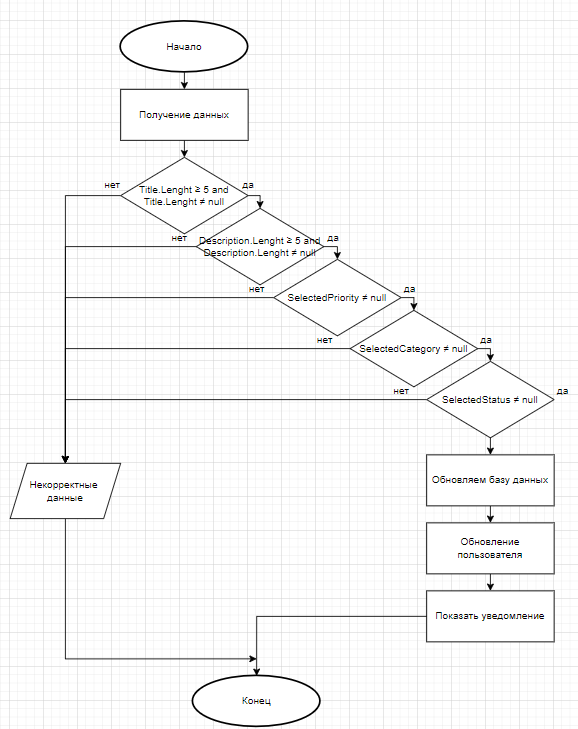 Начало
Получение данных
нет
да
Title.Lenght ≥ 5 and
Title.Lenght ≠ null
нет
да
Description.Lenght ≥ 5 and
Description.Lenght ≠ null
нет
да
SelectedPriority ≠ null
нет
да
SelectedCategory ≠ null
нет
да
SelectedStatus ≠ null
Некорректные
данные
Обновляем базу данных
Обновление
пользователя
Показать уведомление
Конец